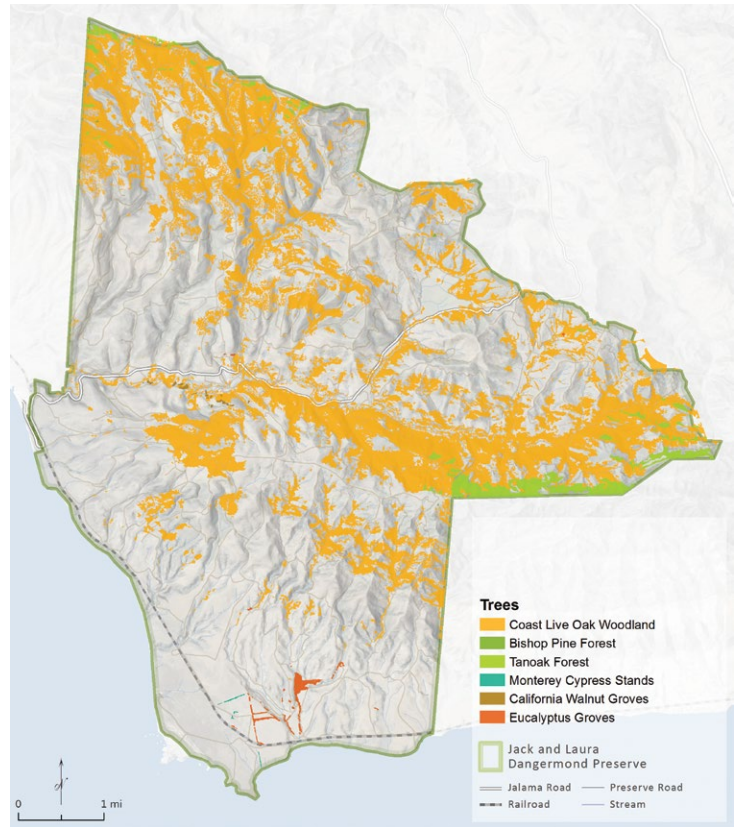 Trees
Coast Live Oak Woodland
Bishop Pine Forest
Tanoak Forest
Monterey Cypress Stands
California Walnut Groves
Eucalyptus Groves
Jack and Laura
Dangermond Preserve
Jalama Road
Preserve Road
Railroad
Stream
0
1 mi